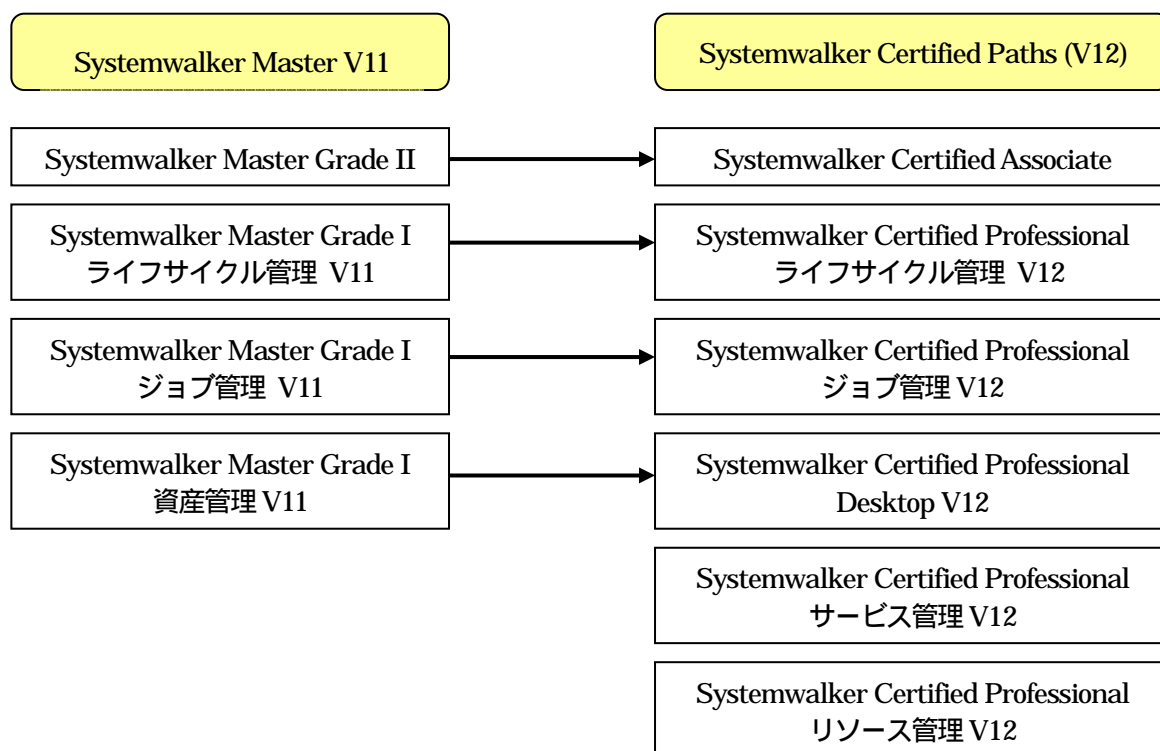 Systemwalker Master V11
Systemwalker Certified Paths (V12)
Systemwalker Master Grade II
Systemwalker Certified Associate
Systemwalker Master Grade I
ライフサイクル管理 V11
Systemwalker Certified Professional
ライフサイクル管理 V12
Systemwalker Master Grade I
ジョブ管理 V11
Systemwalker Certified Professional
ジョブ管理 V12
Systemwalker Master Grade I
資産管理 V11
Systemwalker Certified Professional
Desktop V12
Systemwalker Certified Professional
サービス管理 V12
Systemwalker Certified Professional
リソース管理 V12